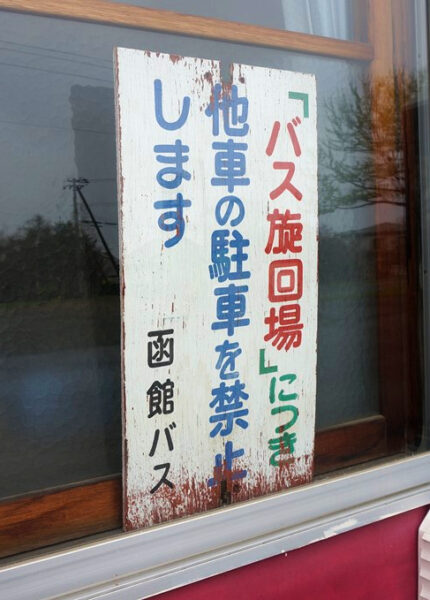 「バス旋回場」につき
他車の駐車を禁止
します
函館バス